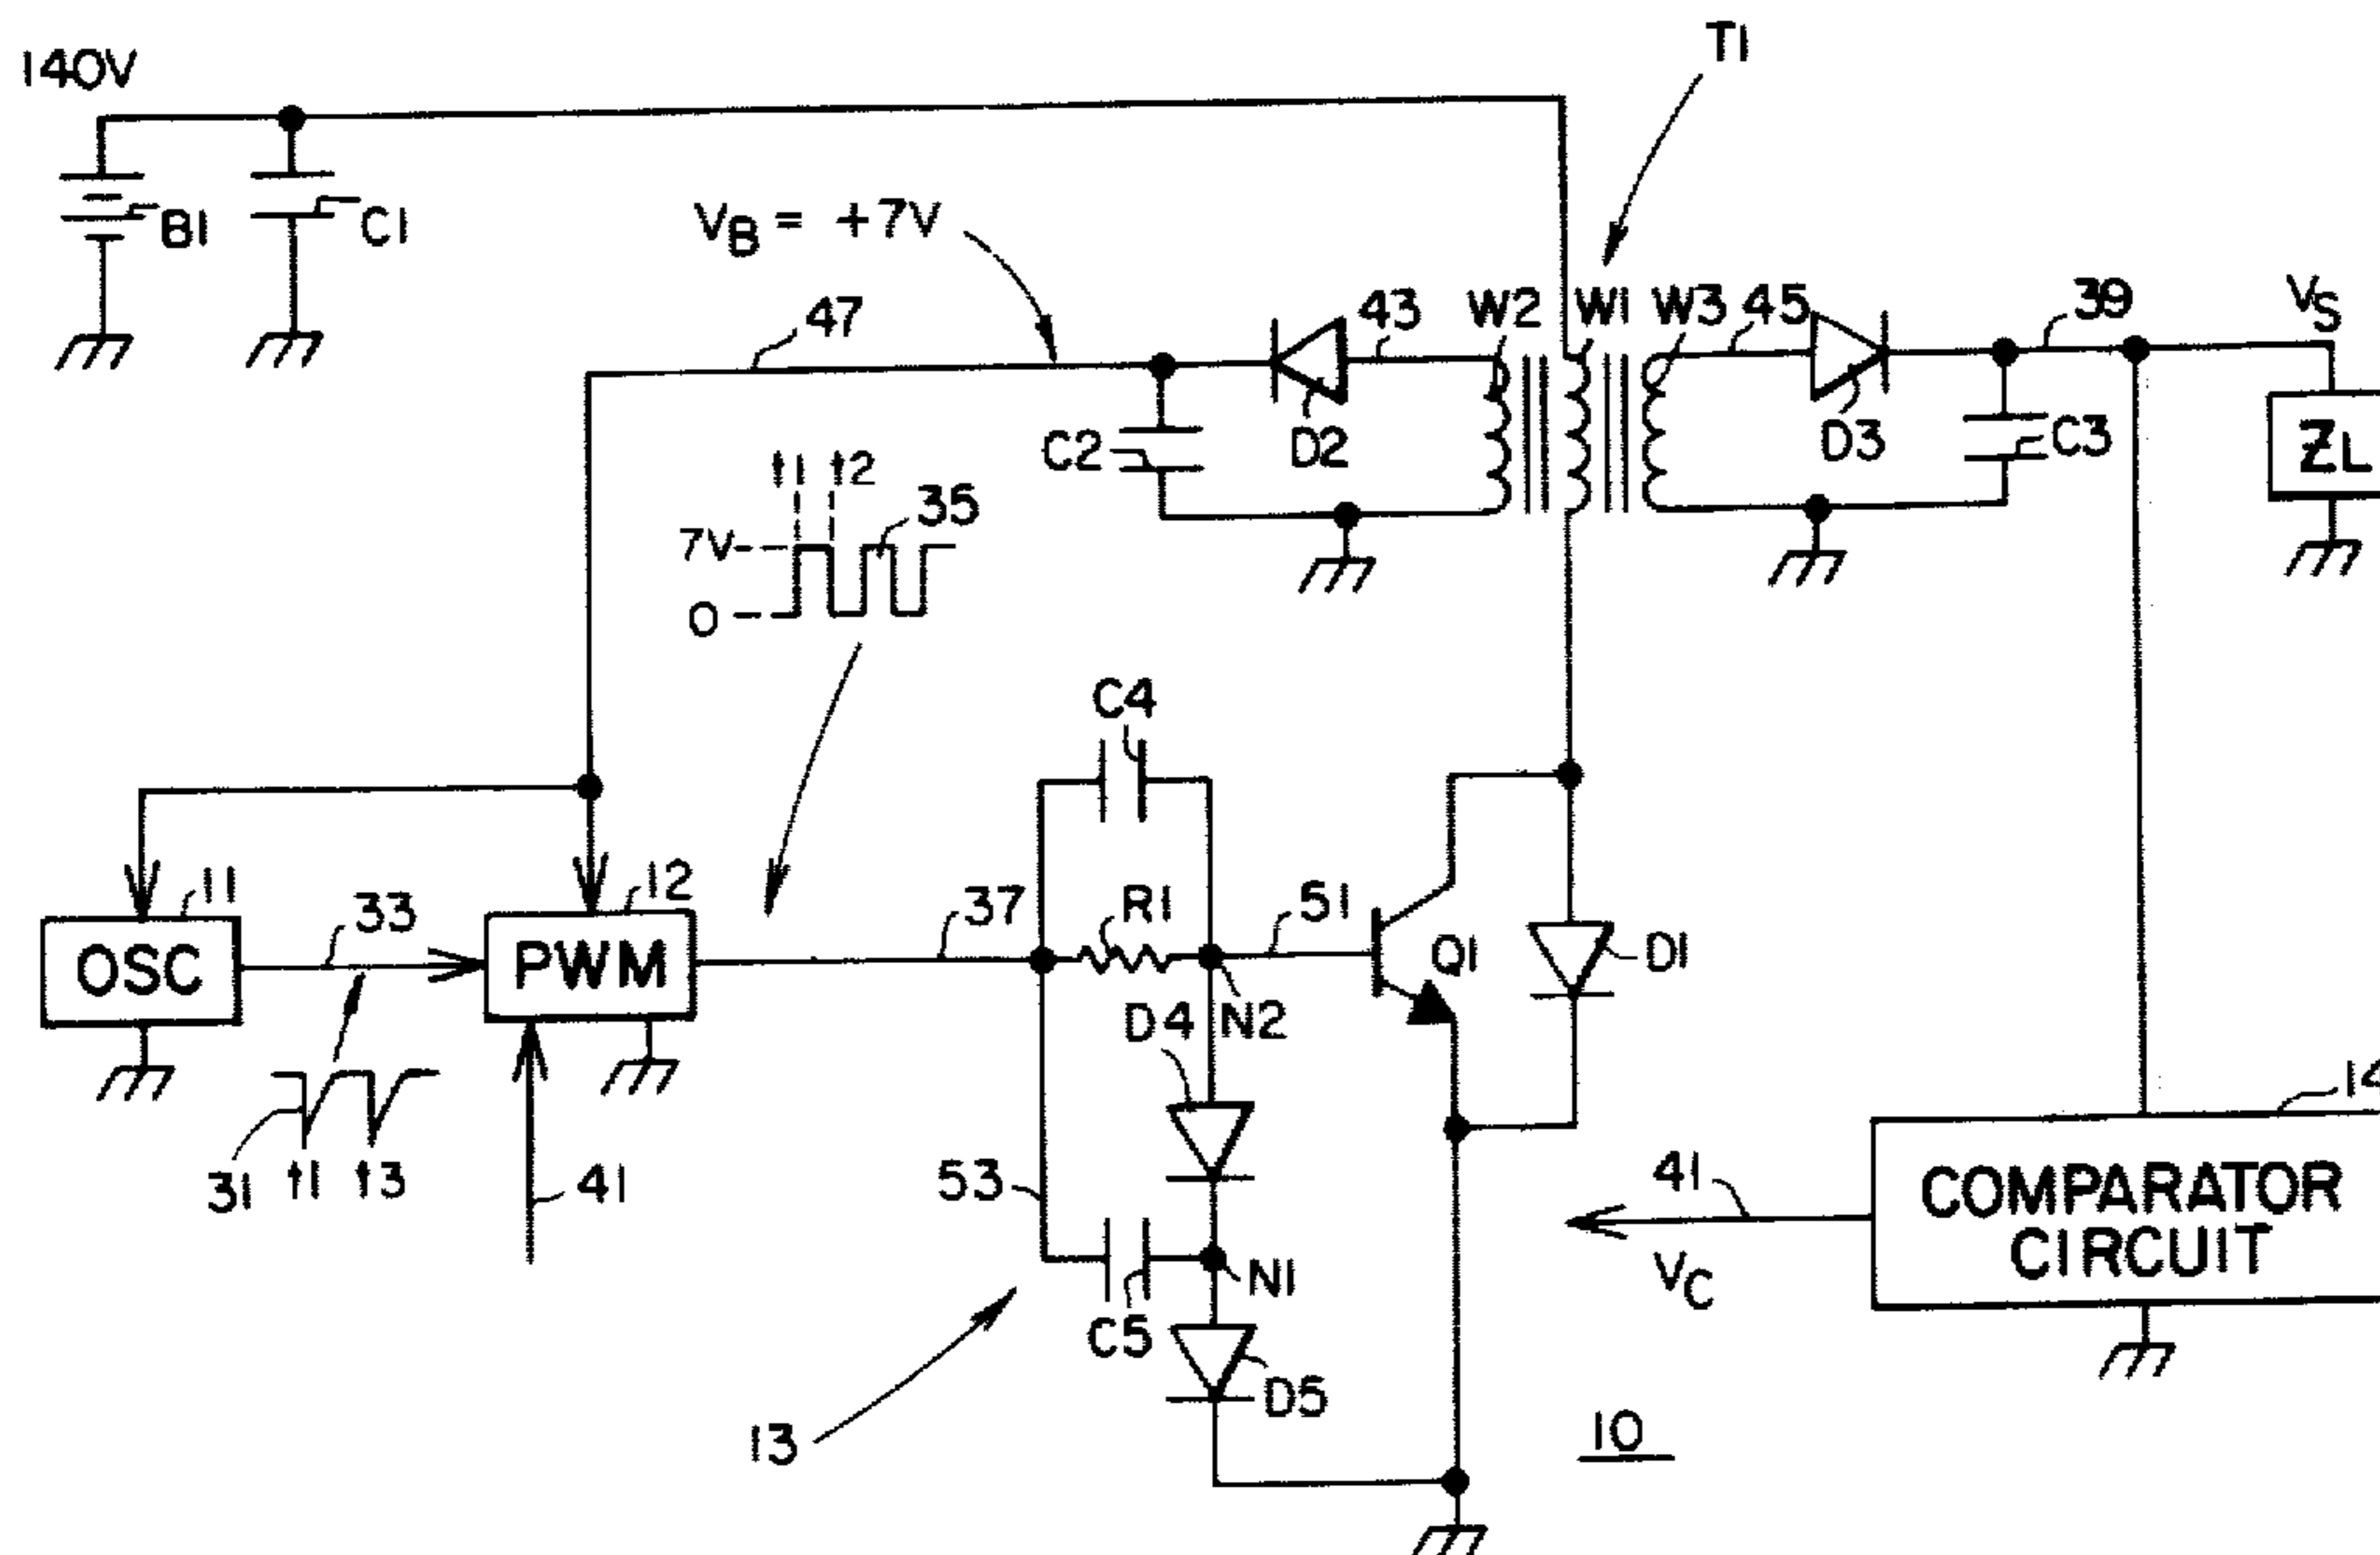 T1
140V
B1
C1
VB = +7V
47
43
W2
W1
W3
45
39
VS
D2
C2
D3
C3
ZL
t1
t2
35
7V
0
C4
11
33
12
37
R1
51
OSC
PWM
Q1
D1
D4
N2
31
t1
t3
41
53
C5
N1
D5
13
10
14
41
VC
COMPARATOR
CIRCUIT